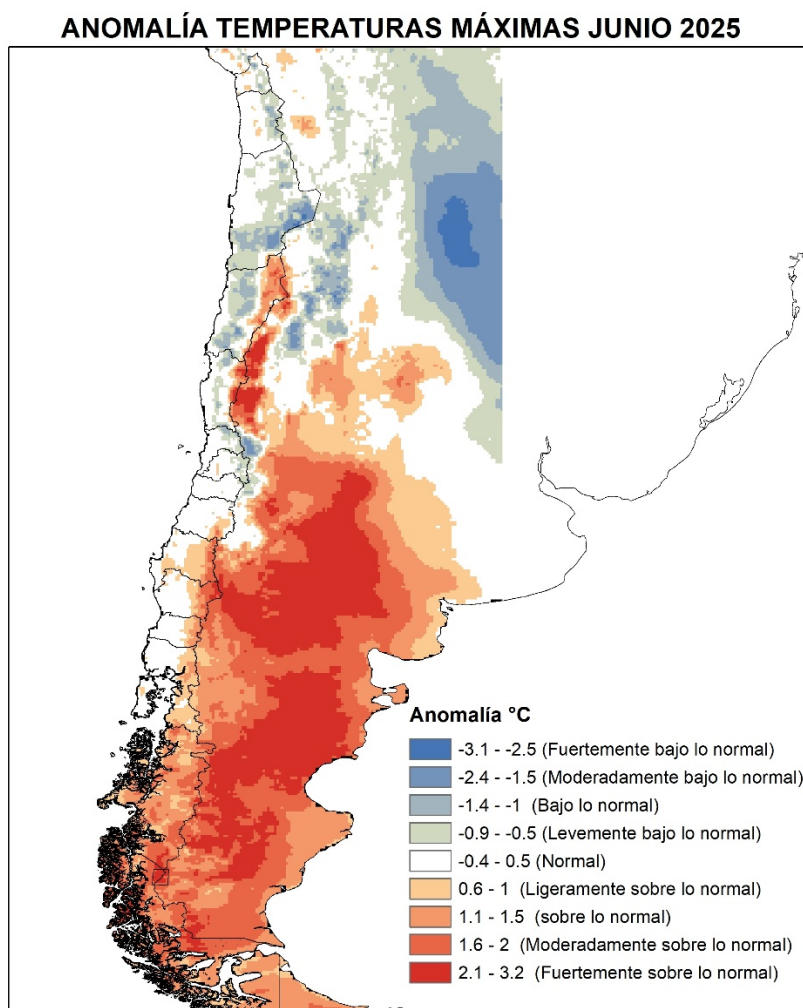 ANOMALÍA TEMPERATURAS MÁXIMAS JUNIO 2025
Anomalía °C
-3.1 - -2.5 (Fuertemente bajo lo normal)
-2.4 - -1.5 (Moderadamente bajo lo normal)
-1.4 - -1 (Bajo lo normal)
-0.9 - -0.5 (Levemente bajo lo normal)
-0.4 - 0.5 (Normal)
0.6 - 1 (Ligeramente sobre lo normal)
1.1 - 1.5 (sobre lo normal)
1.6 - 2 (Moderadamente sobre lo normal)
2.1 - 3.2 (Fuertemente sobre lo normal)